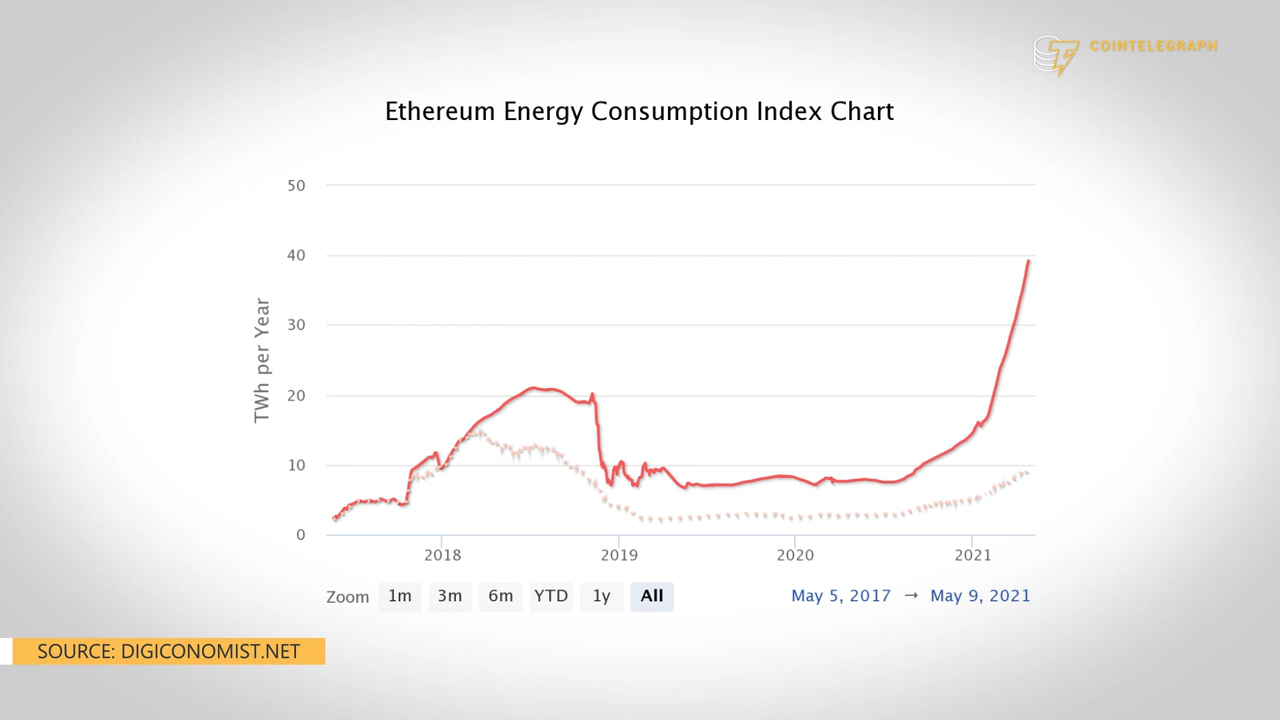 COINTELEGRAPH
Ethereum Energy Consumption Index Chart
TWh per Year
50
40
30
20
10
0
2018 2019 2020 2021
Zoom 1m 3m 6m YTD 1y All May 5, 2017 → May 9, 2021
SOURCE: DIGICONOMIST.NET